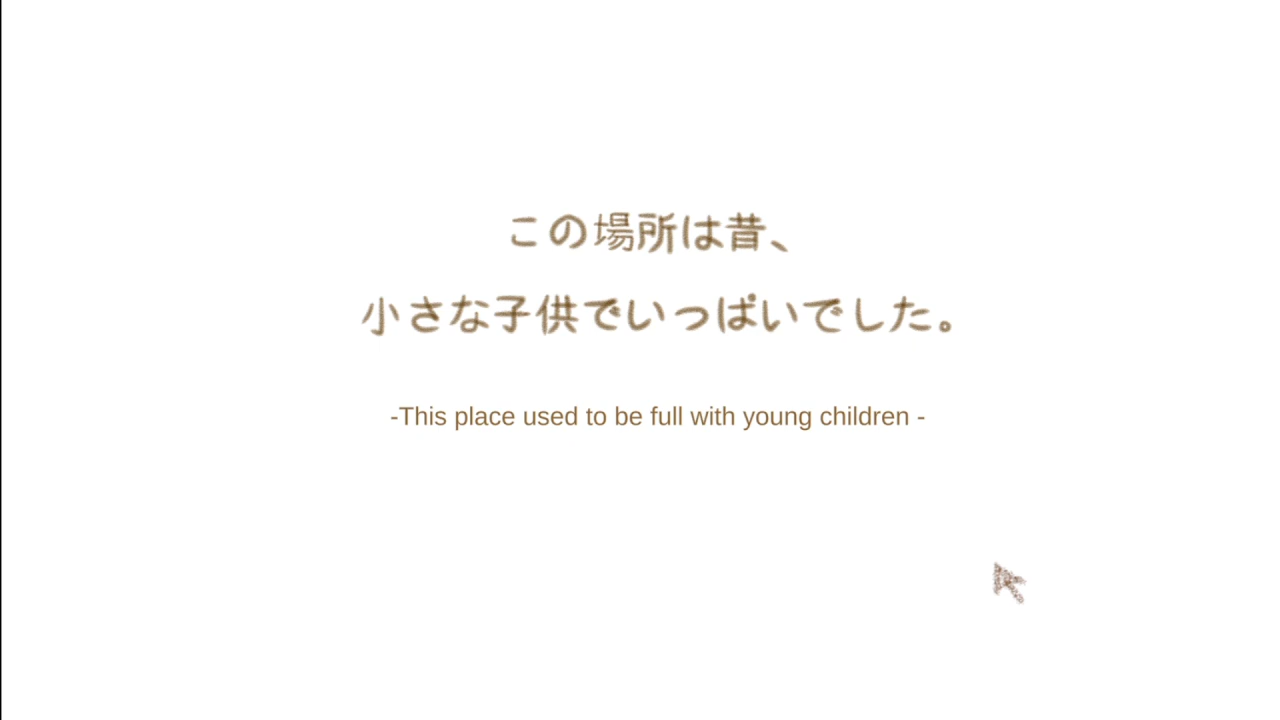 この場所は昔、
小さな子供でいっぱいでした。
-This place used to be full with young children -